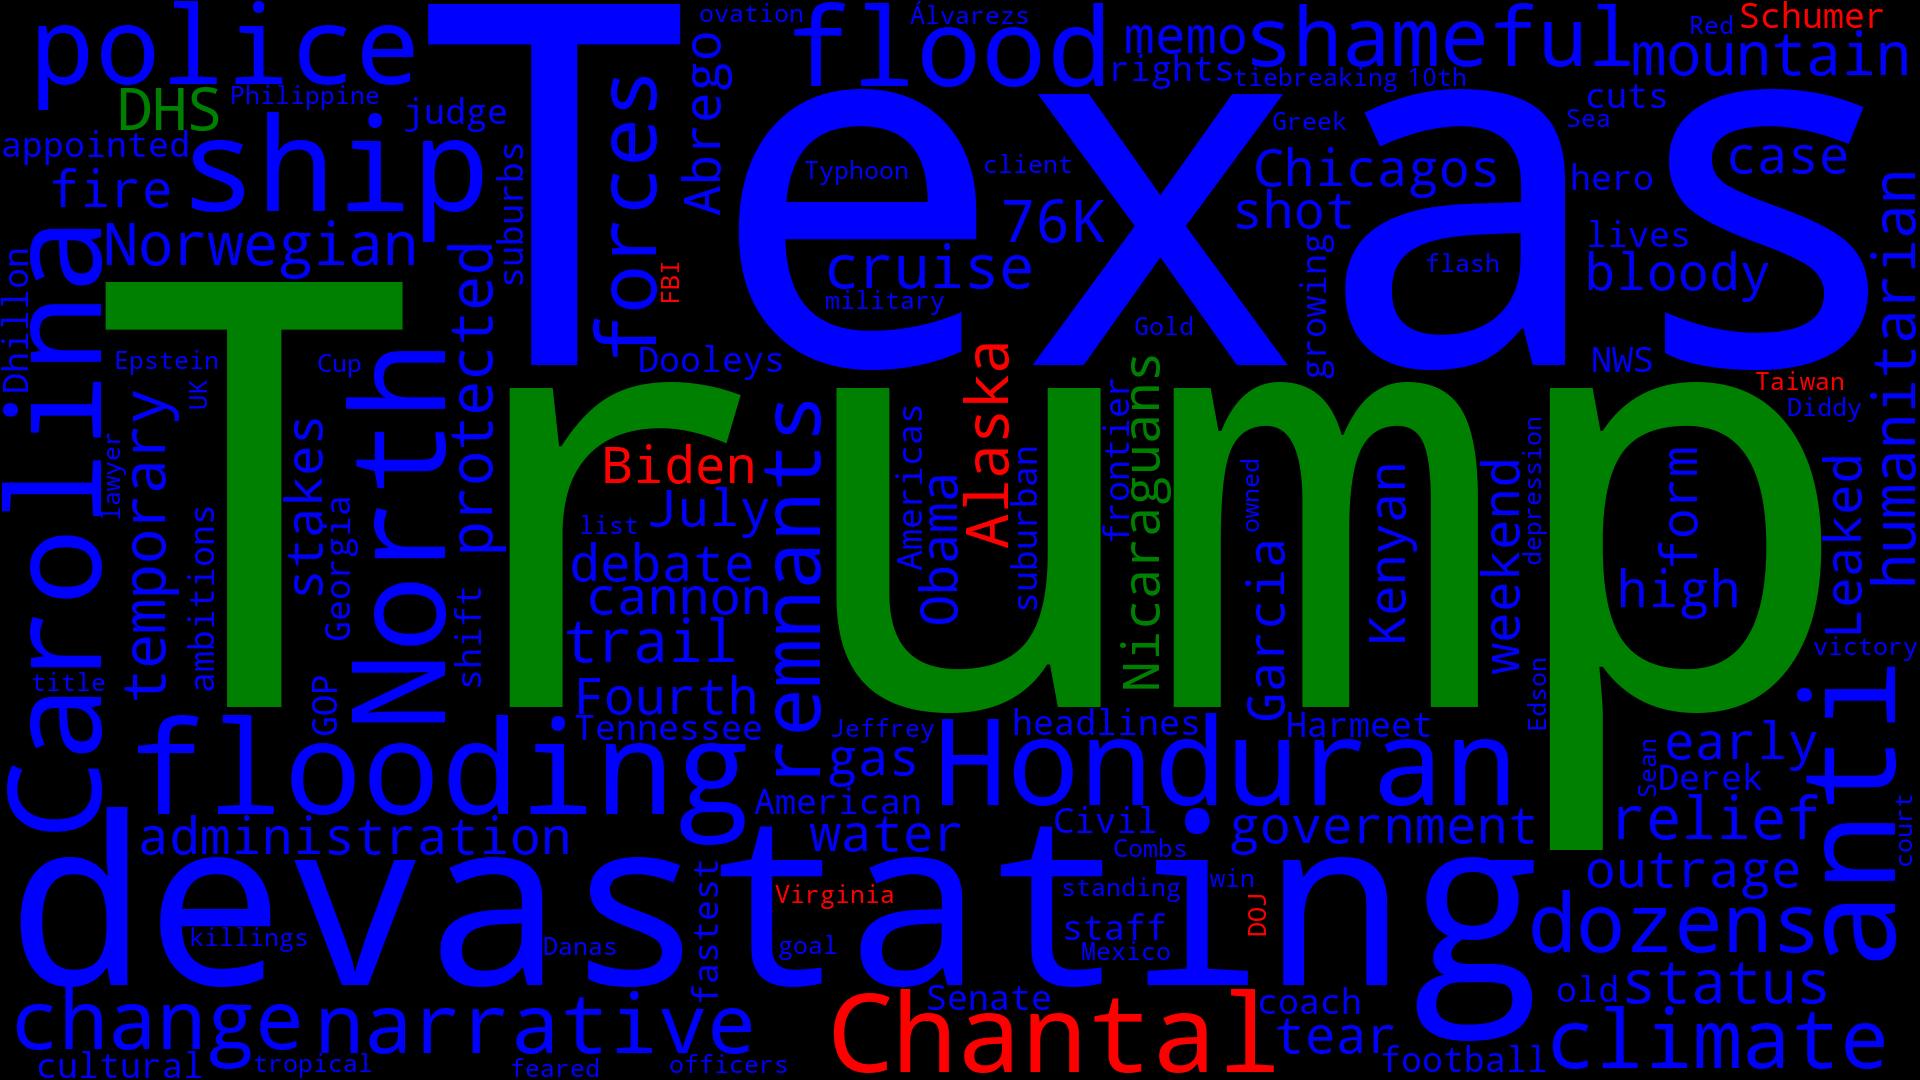 police
Texas
ovation
Álvarezs
flood
memo
shameful
Red
Schumer
mountain
rights
tiebreaking
10th
DHS
Philippine
judge
forces
Abrego
cuts
Sea
Greek
appointed
ship
suburbs
Typhoon
client
Chicagos
case
fire
hero
humanitarian
76K
shot
Norwegian
Carolina
Dhillon
protected
FBI
cruise
military
growing
flash
lives
bloody
Gold
Trump
Epstein
UK
Cup
North
Dooleys
Alaska
frontier
Nicaraguans
NWS
Taiwan
Diddy
lawyer
temporary
ambitions
stakes
Georgia
Biden
July
list
remnants
Americas
Obama
suburban
owned
Kenyan
weekend
depression
form
high
Leaked
debate
cannon
shift
trail
Garcia
Edson
victory
title
GOP
Fourth
Tennessee
Jeffrey
headlines
Harmeet
anti
flooding
gas
Honduran
Sean
early
Derek
American
water
Civil
government
relief
court
administration
Combs
devastating
fastest
Virginia
standing
win
DOJ
outrage
killings
Danas
goal
staff
Mexico
dozens
change
narrative
Chantal
Senate
coach
old
status
tear
football
climate
cultural
tropical
feared
officers